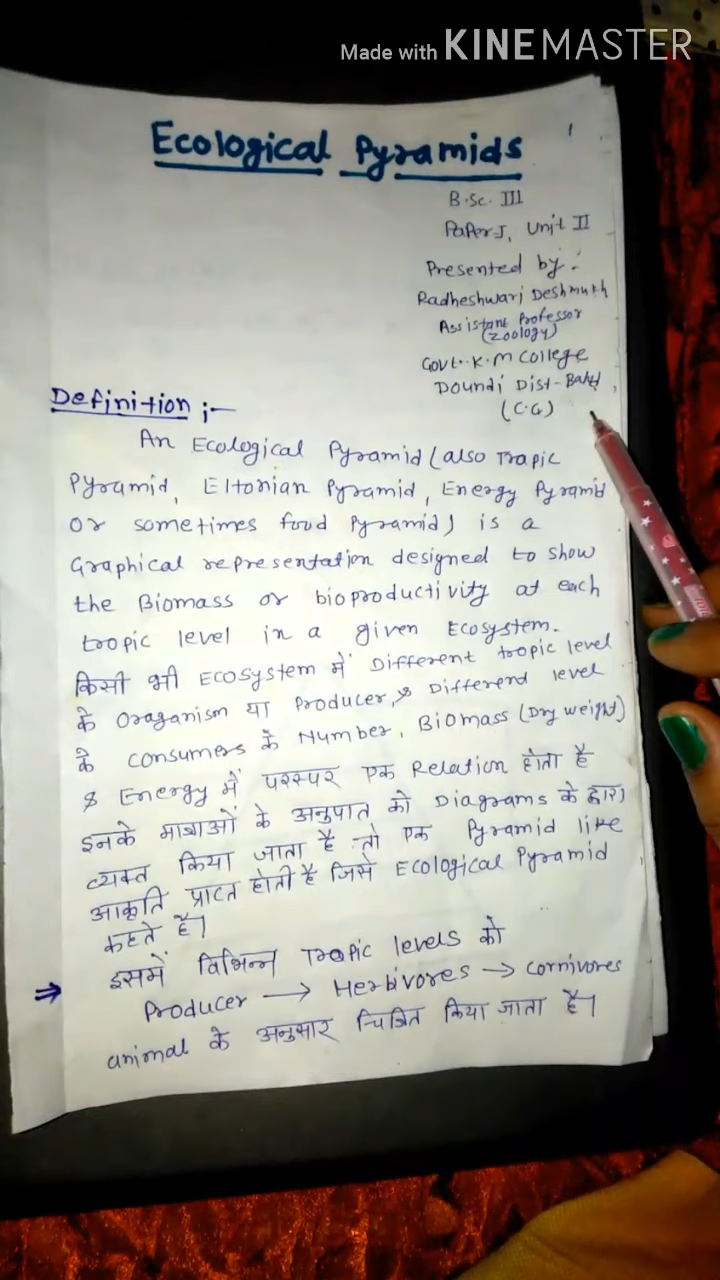 Made with KINEMASTER
Ecological Pyramids
1
B.Sc. III
Paper I, Unit II
Presented by :-
Radheshwari Deshmukh
Assistant Professor
(Zoology)
Govt. K.M College
Doundi Dist-
(C.G)
Definition ;-
An Ecological Pyramid (also Trapic
Pyramid, Eltonian Pyramid, Energy Pyramid
or sometimes food Pyramid) is a
Graphical representation designed to show
the Biomass or bioproductivity at each
tropic level in a given Ecosystem.
किसी भी Ecosystem में Different tropic level
के Oraganism या Producer, & Differend level
के consumers के Number, Biomass (Dry weight)
& Energy में परस्पर एक Relation होता है
इनके मात्राओं के अनुपात को Diagrams के द्वारा
व्यक्त किया जाता है तो एक Pyramid like
आकृति प्राप्त होती है जिसे Ecological Pyramid
कहते है।
⇒ इसमें विभिन्न Tropic levels को
Producer → Herbivores → Cornivores
animal के अनुसार चित्रित किया जाता है।